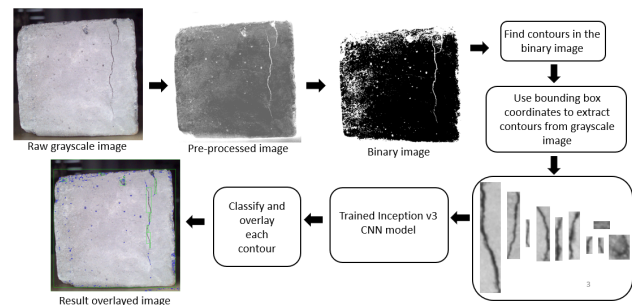 Raw grayscale image
Pre-processed image
Binary image
Find contours in the
binary image
Use bounding box
coordinates to extract
contours from grayscale
image
3
Trained Inception v3
CNN model
Classify and
overlay
each
contour
Result overlayed image